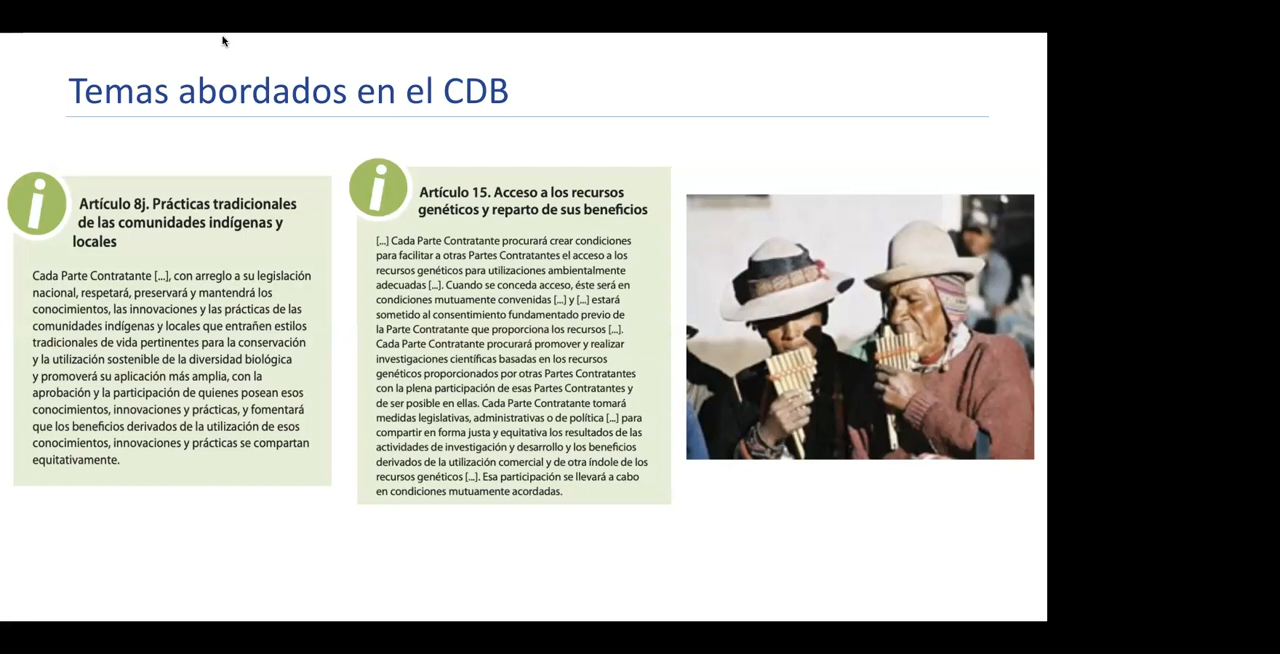 Temas abordados en el CDB
i
Artículo 8j. Prácticas tradicionales
de las comunidades indígenas y
locales
Cada Parte Contratante [...], con arreglo a su legislación
nacional, respetará, preservará y mantendrá los
conocimientos, las innovaciones y las prácticas de las
comunidades indígenas y locales que entrañen estilos
tradicionales de vida pertinentes para la conservación
y la utilización sostenible de la diversidad biológica
y promoverá su aplicación más amplia, con la
aprobación y la participación de quienes posean esos
conocimientos, innovaciones y prácticas, y fomentará
que los beneficios derivados de la utilización de esos
conocimientos, innovaciones y prácticas se compartan
equitativamente.
i
Artículo 15. Acceso a los recursos
genéticos y reparto de sus beneficios
[...] Cada Parte Contratante procurará crear condiciones
para facilitar a otras Partes Contratantes el acceso a los
recursos genéticos para utilizaciones ambientalmente
adecuadas [...]. Cuando se conceda acceso, éste será en
condiciones mutuamente convenidas [...] y [...] estará
sometido al consentimiento fundamentado previo de
la Parte Contratante que proporciona los recursos [...].
Cada Parte Contratante procurará promover y realizar
investigaciones científicas basadas en los recursos
genéticos proporcionados por otras Partes Contratantes
con la plena participación de esas Partes Contratantes y
de ser posible en ellas. Cada Parte Contratante tomará
medidas legislativas, administrativas o de política [...] para
compartir en forma justa y equitativa los resultados de las
actividades de investigación y desarrollo y los beneficios
derivados de la utilización comercial y de otra índole de los
recursos genéticos [...]. Esa participación se llevará a cabo
en condiciones mutuamente acordadas.